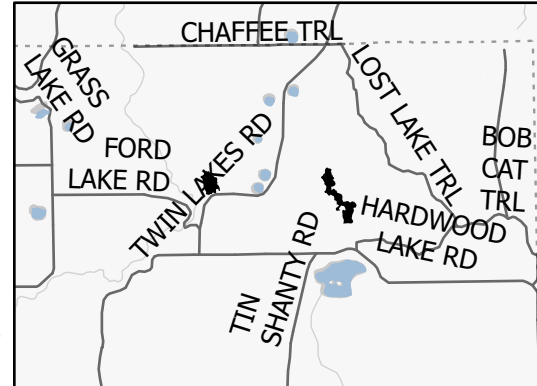 CHAFFEE TRL
GRASS
LAKE RD
LOST LAKE TRL
FORD
LAKE RD
TWIN LAKES RD
BOB
CAT
TRL
HARDWOOD
LAKE RD
TIN
SHANTY RD